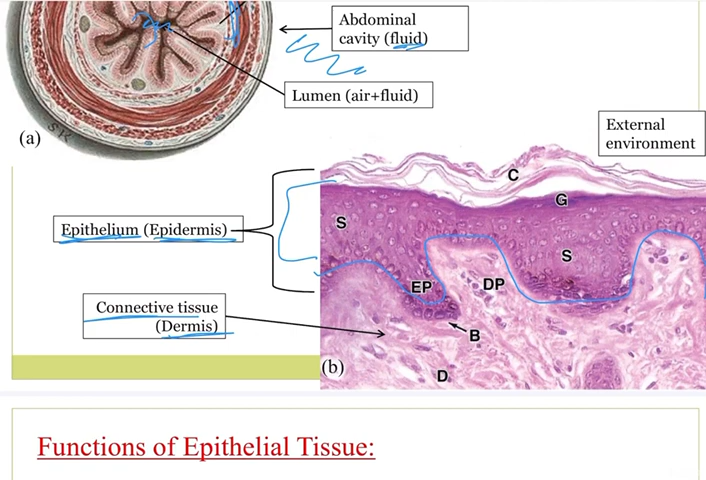 Abdominal
cavity (fluid)
Lumen (air+fluid)
(a)
SK
External
environment
C
G
S
Epithelium (Epidermis)
S
EP
DP
Connective tissue
(Dermis)
B
(b)
D
Functions of Epithelial Tissue: